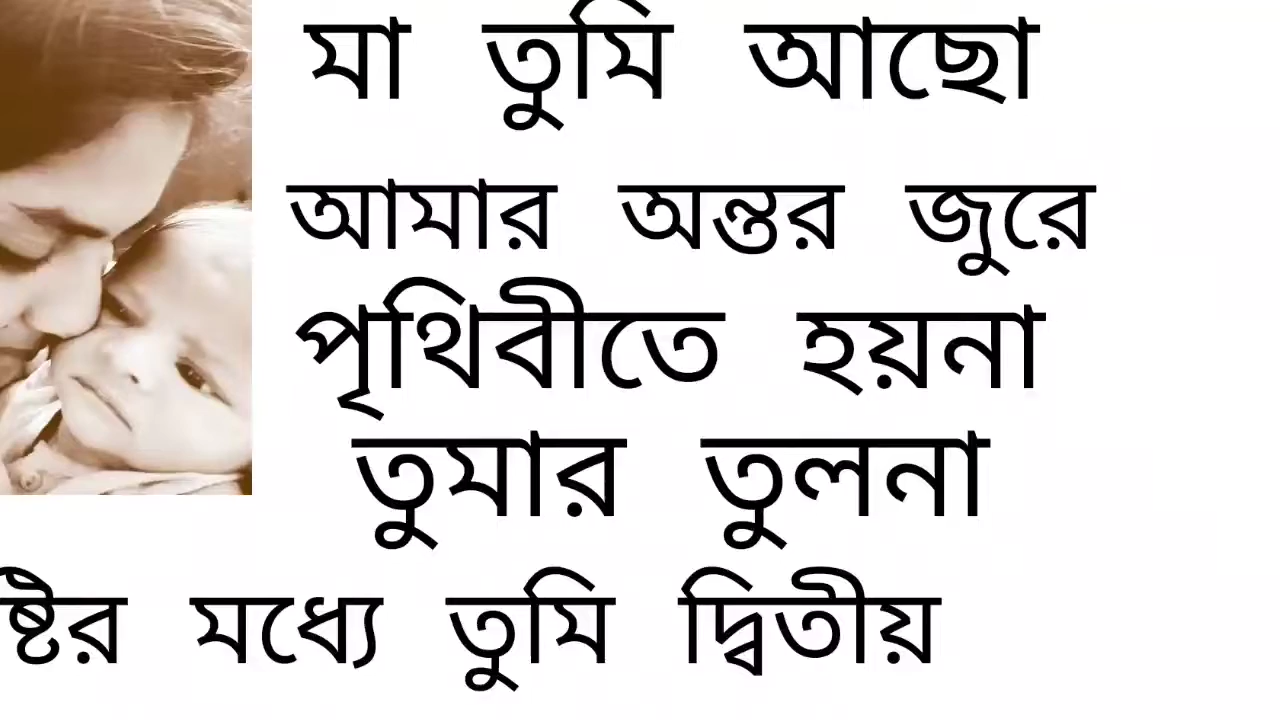 মা তুমি আছো
আমার অন্তর জুরে
পৃথিবীতে হয়না
তুমার তুলনা
মধ্যে তুমি দ্বিতীয়